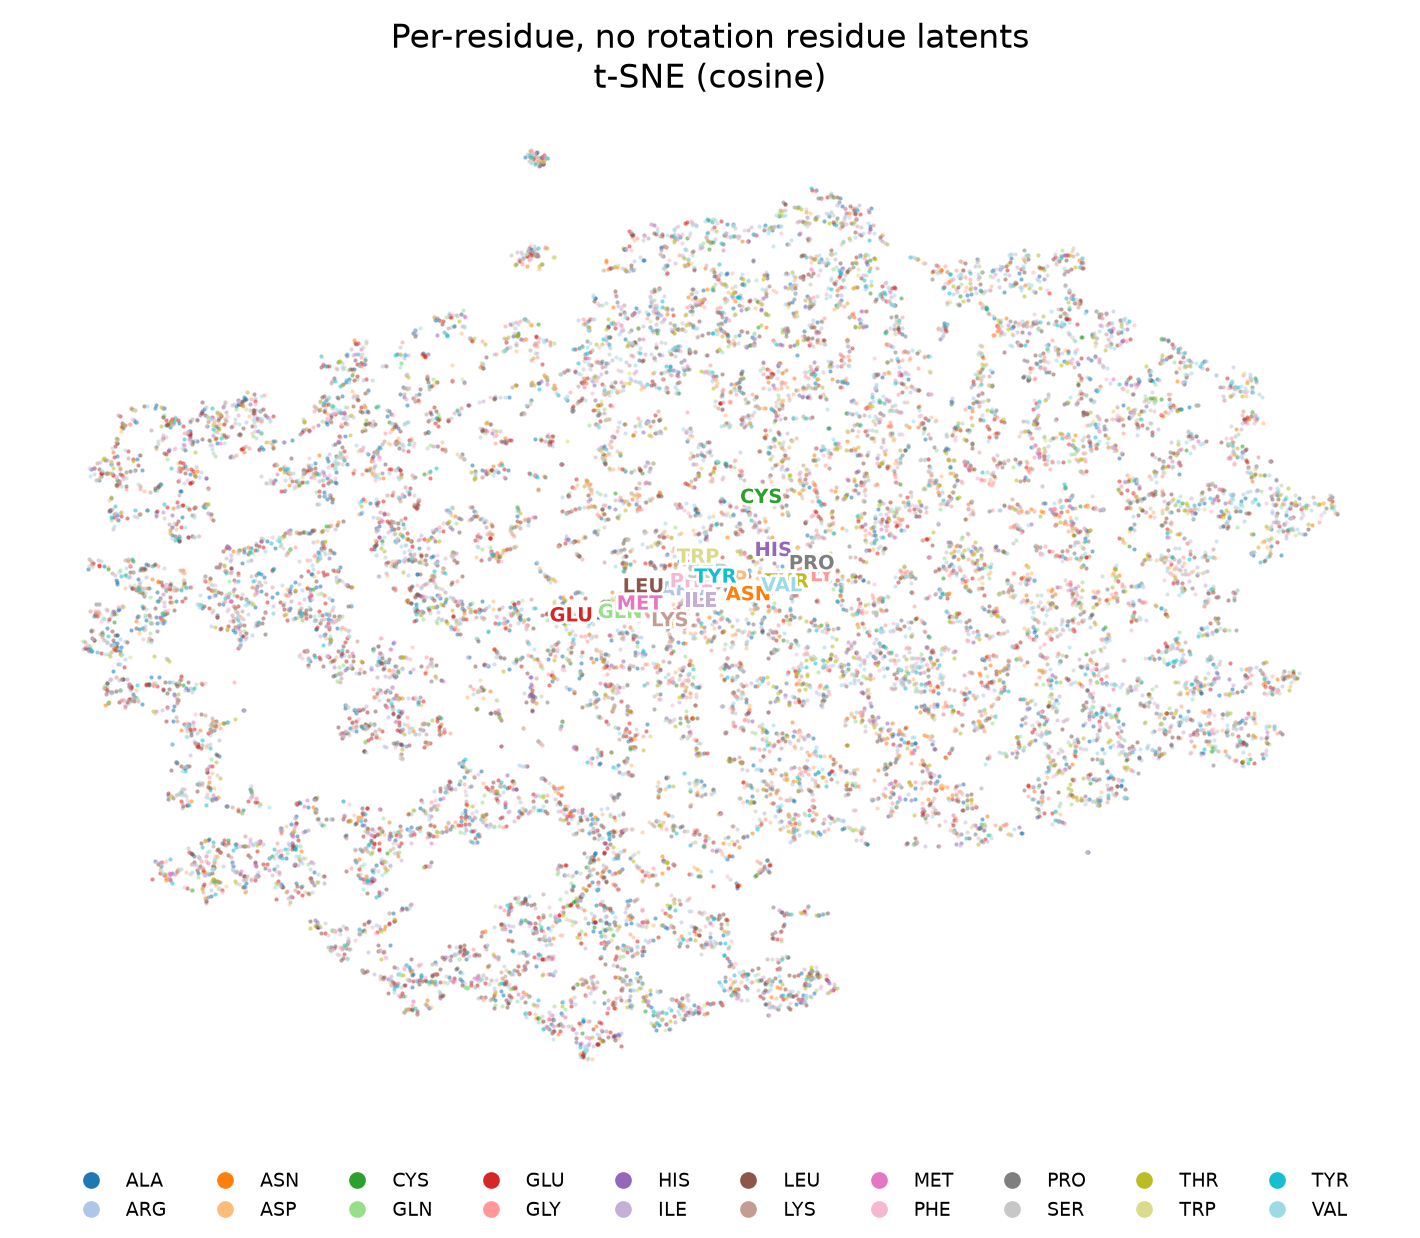 Per-residue, no rotation residue latents
t-SNE (cosine)
CYS
HIS
TRP
PRO
TYR
LEU
VAL
ASN
MET
ILE
GLU
GLN
LYS
ALA ASN CYS GLU HIS LEU MET PRO THR TYR
ARG ASP GLN GLY ILE LYS PHE SER TRP VAL